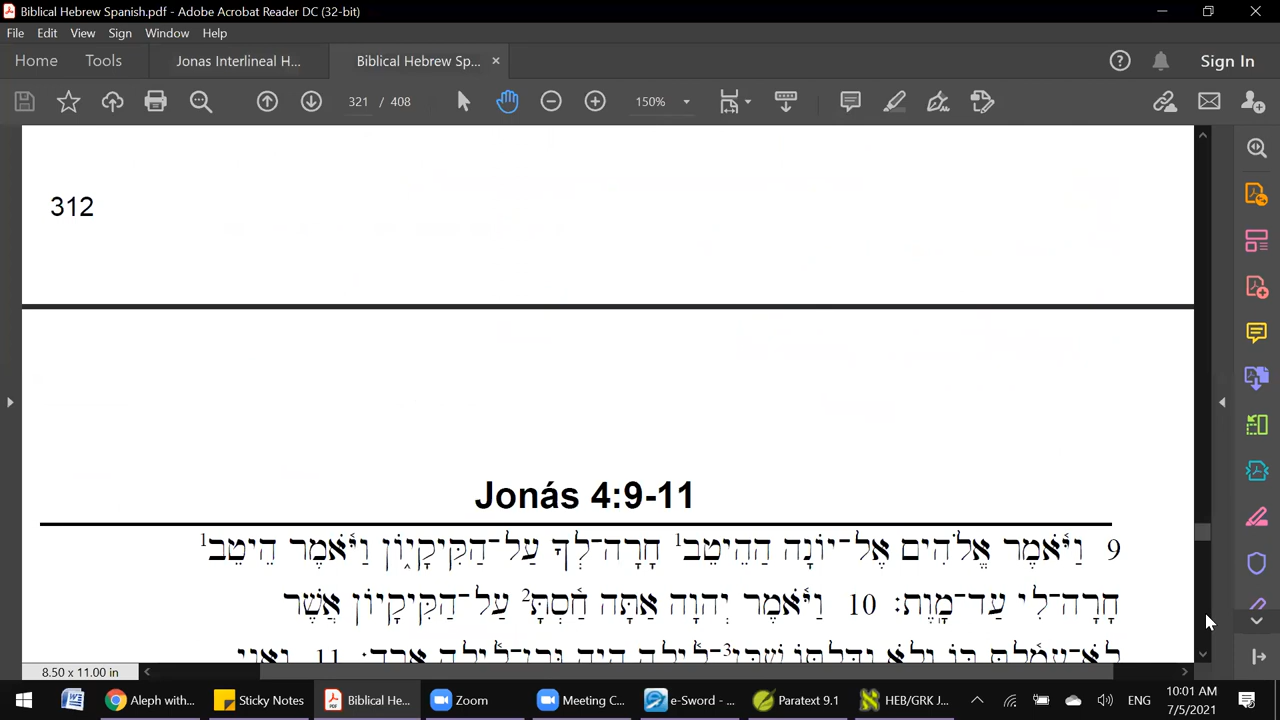 Biblical Hebrew Spanish.pdf - Adobe Acrobat Reader DC (32-bit)
File Edit View Sign Window Help
Home Tools Jonas Interlineal H... Biblical Hebrew Sp... ×
321 / 408 150% Sign In
312
Jonás 4:9-11
9 וַיֹּ֫אמֶר אֱלֹהִים אֶל־יוֹנָה הַהֵיטֵב¹ חָרָה־לְךָ עַל־הַקִּיקָי֑וֹן וַיֹּ֫אמֶר הֵיטֵב¹
חָרָה־לִי עַד־מָֽוֶת׃ 10 וַיֹּ֫אמֶר יְהוָה אַתָּה חַ֫סְתָּ² עַל־הַקִּיקָיוֹן אֲשֶׁר
8.50 x 11.00 in
Aleph with... Sticky Notes Biblical He... Zoom Meeting C... e-Sword - ... Paratext 9.1 HEB/GRK J... ENG 10:01 AM
7/5/2021